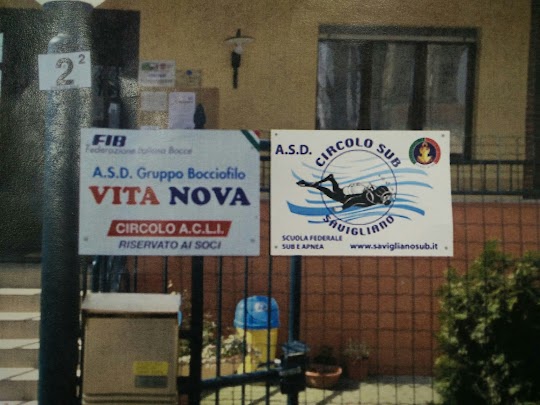 2²
FIB
Federazione Italiana Bocce
A.S.D. Gruppo Bocciofilo
VITA NOVA
CIRCOLO A.C.L.I.
RISERVATO AI SOCI
A.S.D.
CIRCOLO SUB
SAVIGLIANO
SCUOLA FEDERALE
SUB E APNEA
www.saviglianosub.it